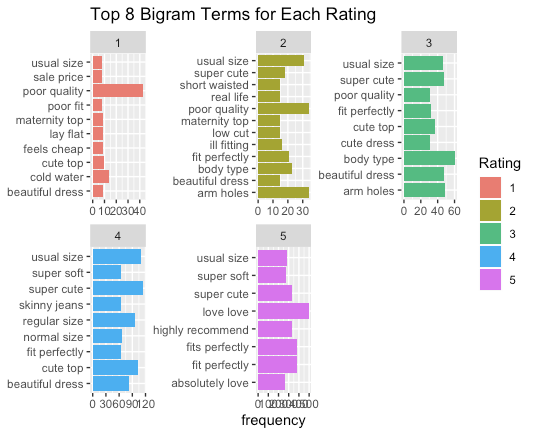 Top 8 Bigram Terms for Each Rating
1
usual size
sale price
poor quality
poor fit
maternity top
lay flat
feels cheap
cute top
cold water
beautiful dress
0 10 20 30 40
2
usual size
super cute
short waisted
real life
poor quality
maternity top
low cut
ill fitting
fit perfectly
body type
beautiful dress
arm holes
0 10 20 30
3
usual size
super cute
poor quality
fit perfectly
cute top
cute dress
body type
beautiful dress
arm holes
0 20 40 60
Rating
1
2
3
4
5
4
usual size
super soft
super cute
skinny jeans
regular size
normal size
fit perfectly
cute top
beautiful dress
0 30 60 90 120
5
usual size
super soft
super cute
love love
highly recommend
fits perfectly
fit perfectly
absolutely love
0 100 200 300 400 500
frequency